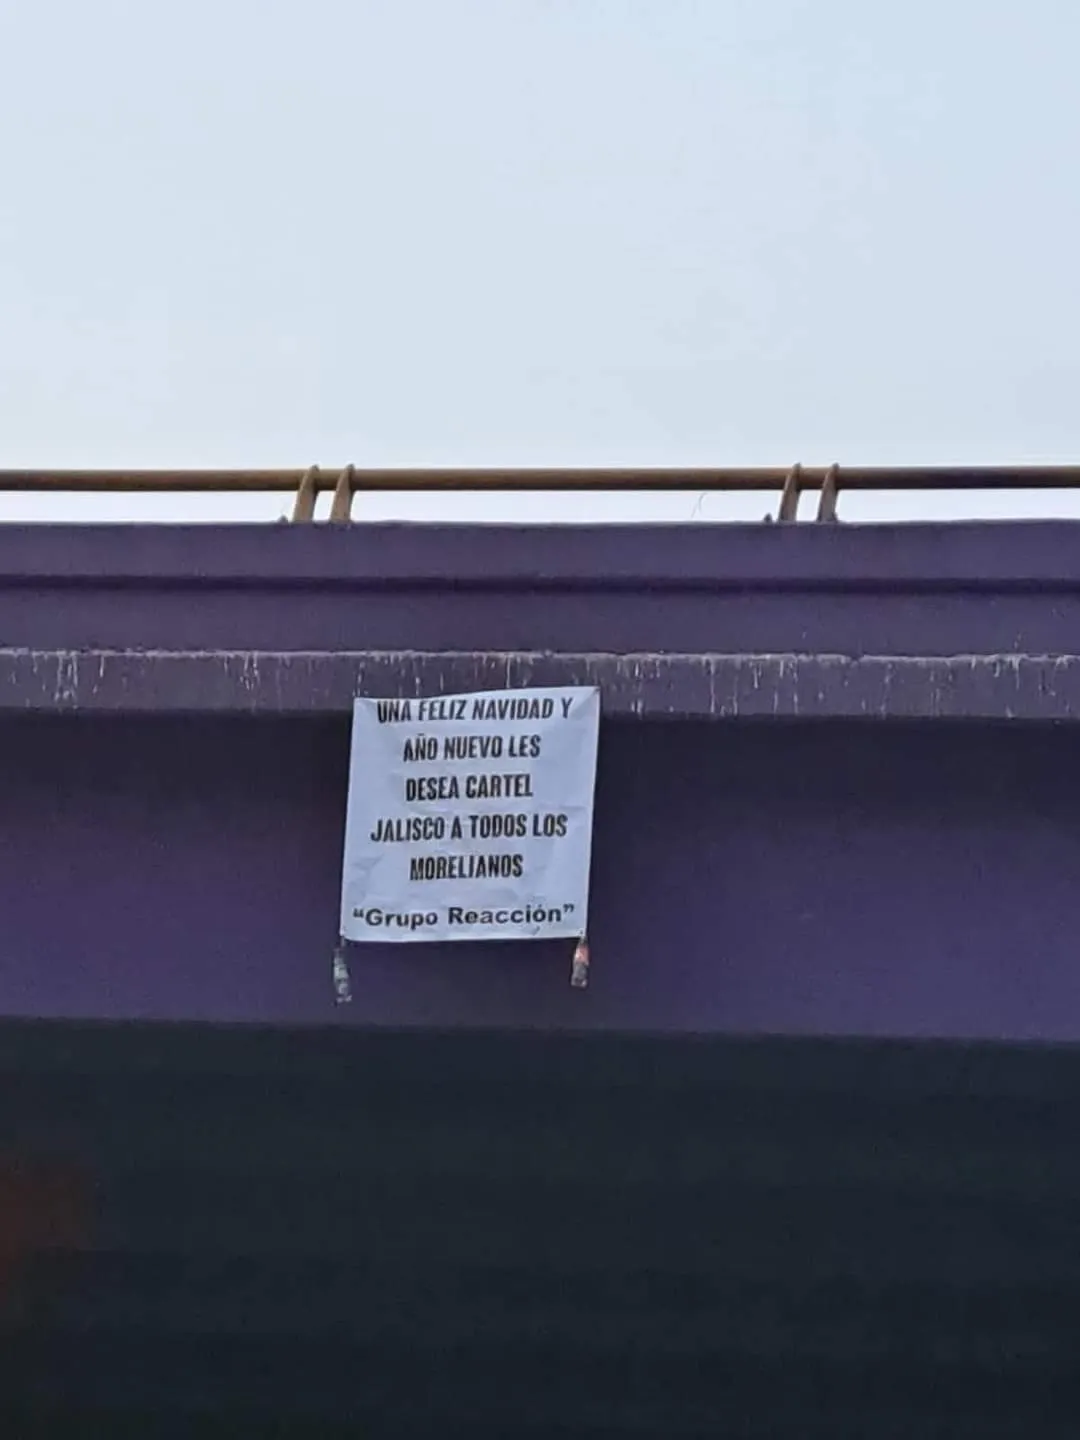 UNA FELIZ NAVIDAD Y
AÑO NUEVO LES
DESEA CARTEL
JALISCO A TODOS LOS
MORELIANOS
"Grupo Reacción"